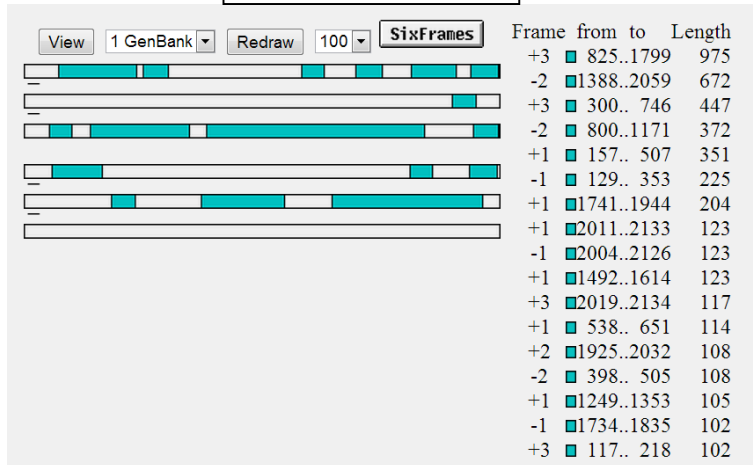 View 1 GenBank Redraw 100 SixFrames
Frame from to Length
+3 825..1799 975
-2 1388..2059 672
+3 300.. 746 447
-2 800..1171 372
+1 157.. 507 351
-1 129.. 353 225
+1 1741..1944 204
+1 2011..2133 123
-1 2004..2126 123
+1 1492..1614 123
+3 2019..2134 117
+1 538.. 651 114
+2 1925..2032 108
-2 398.. 505 108
+1 1249..1353 105
-1 1734..1835 102
+3 117.. 218 102